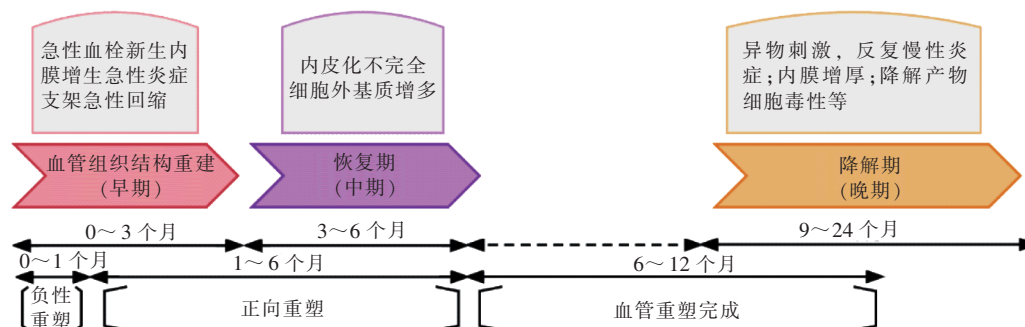 急性血栓新生内
膜增生急性炎症
支架急性回缩
内皮化不完全
细胞外基质增多
异物刺激，反复慢性炎
症；内膜增厚；降解产物
细胞毒性等
血管组织结构重建
(早期)
恢复期
(中期)
降解期
(晚期)
0～3 个月
3～6 个月
9～24 个月
0～1 个月
1～6 个月
6～12 个月
负性
重塑
正向重塑
血管重塑完成